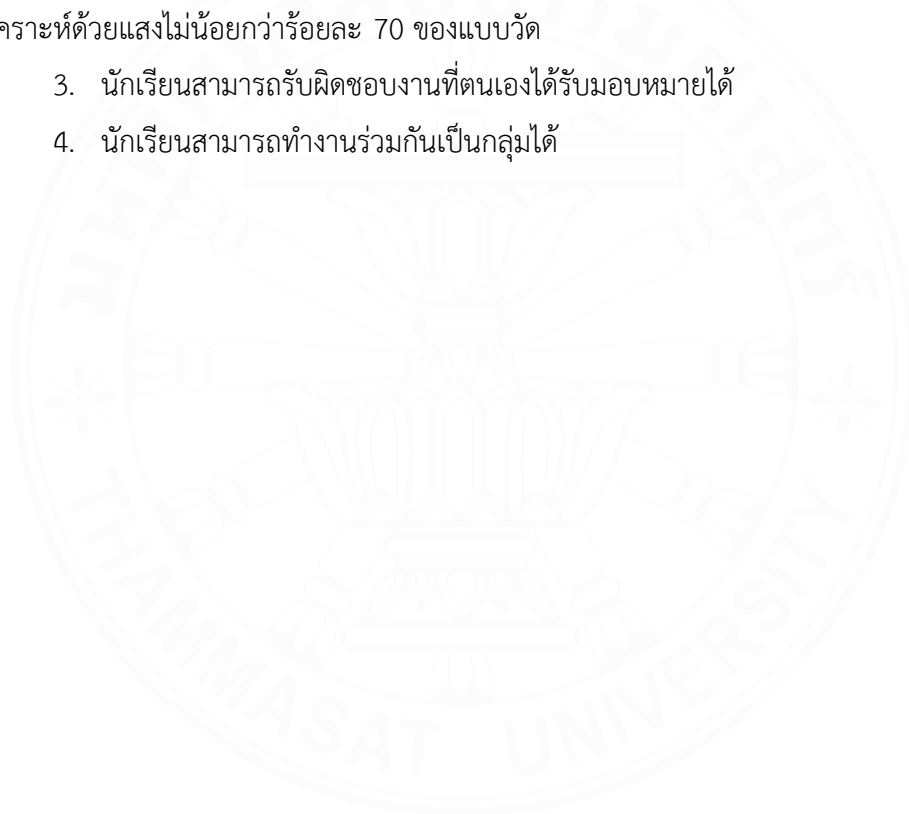 คราะห์ด้วยแสงไม่น้อยกว่าร้อยละ 70 ของแบบวัด
3. นักเรียนสามารถรับผิดชอบงานที่ตนเองได้รับมอบหมายได้
4. นักเรียนสามารถทำงานร่วมกันเป็นกลุ่มได้
THAMMASAT UNIVERSITY